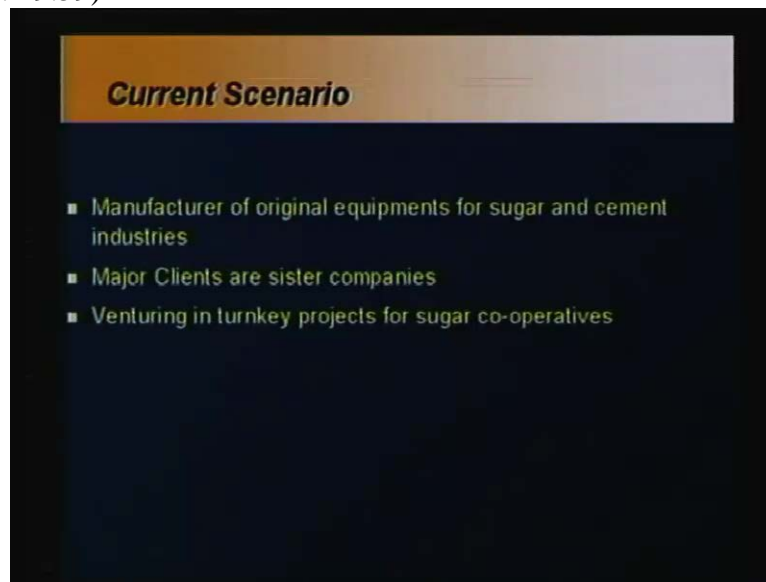 Current Scenario
Manufacturer of original equipments for sugar and cement
industries
Major Clients are sister companies
Venturing in turnkey projects for sugar co-operatives